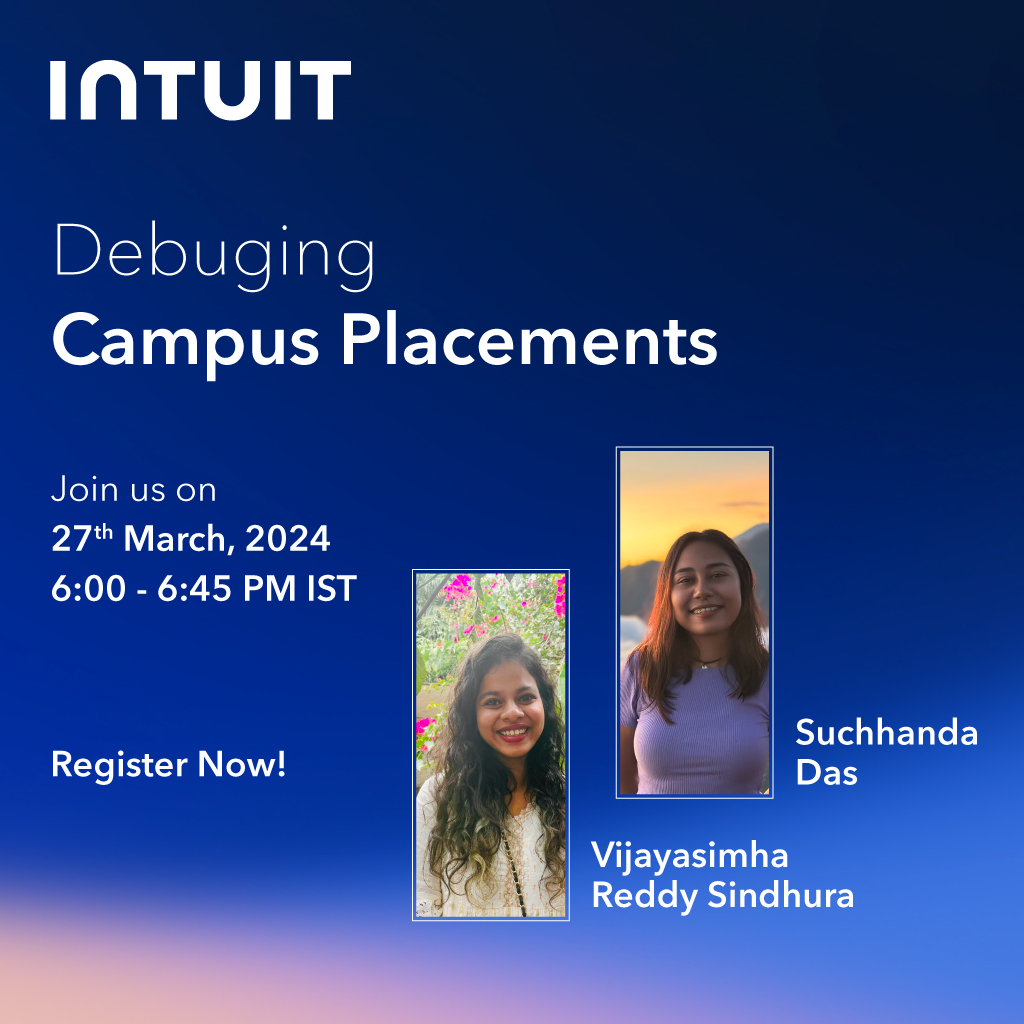 INTUIT
Debuging
Campus Placements
Join us on
27th March, 2024
6:00 - 6:45 PM IST
Register Now!
Suchhanda
Das
Vijayasimha
Reddy Sindhura